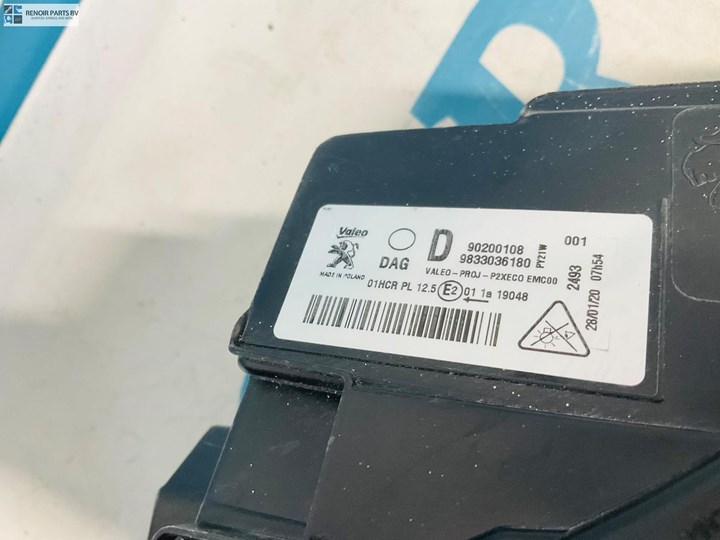 RENOIR PARTS BV
Valeo
MADE IN POLAND
DAG
D
90200108
9833036180
PY21W
001
VALEO-PROJ-P2XECO EMC00
01HCR PL 12.5 E2 01 1a 19048
2493
28/01/20 07h54